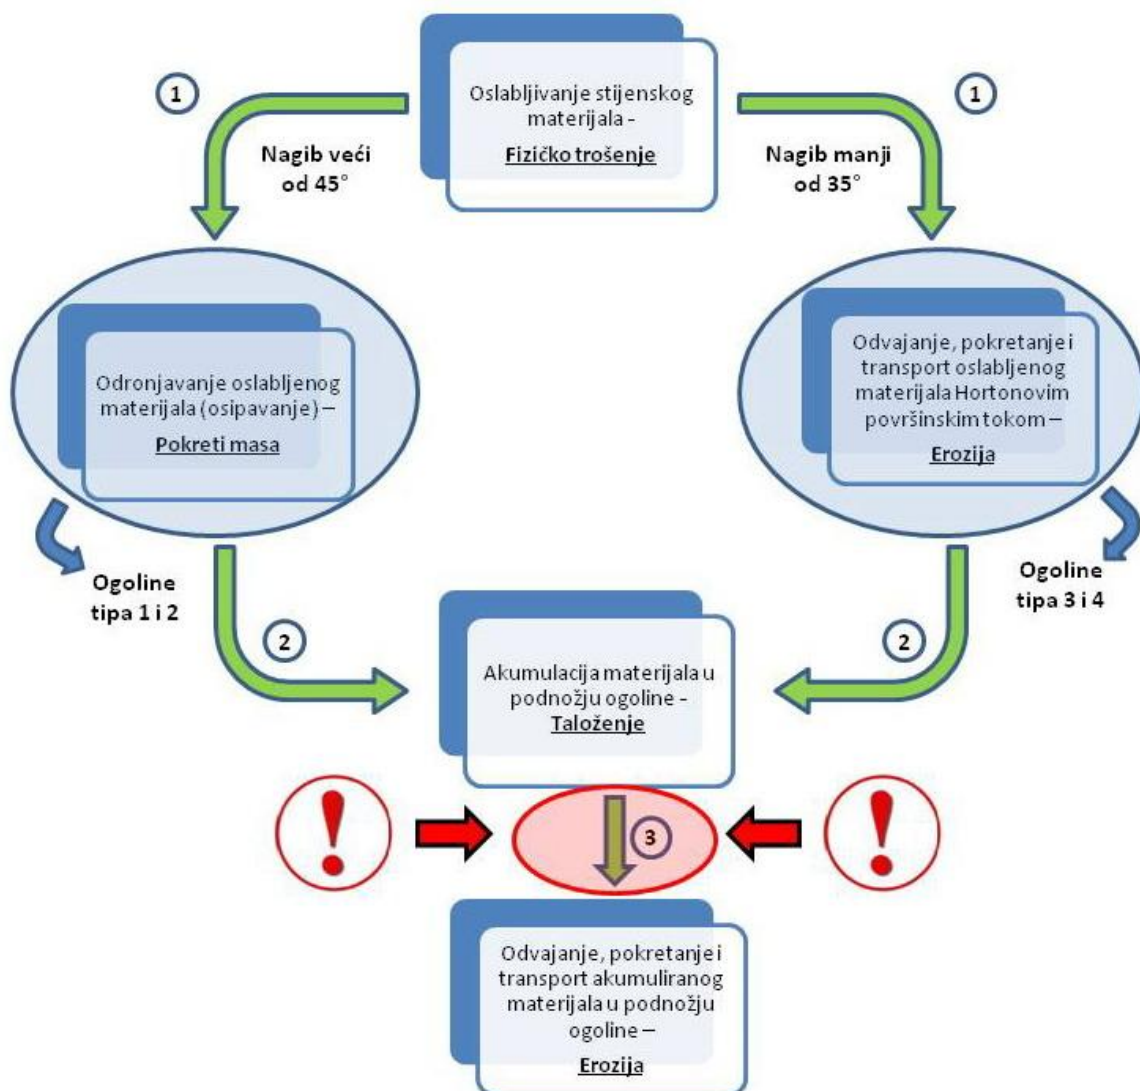 Oslabljivanje stijenskog
materijala -
Fizičko trošenje
1
1
Nagib veći
od 45°
Nagib manji
od 35°
Odronjavanje oslabljenog
materijala (osipavanje) –
Pokreti masa
Odvajanje, pokretanje i
transport oslabljenog
materijala Hortonovim
površinskim tokom –
Erozija
Ogoline
tipa 1 i 2
Ogoline
tipa 3 i 4
2
2
Akumulacija materijala u
podnožju ogoline -
Taloženje
!
3
!
Odvajanje, pokretanje i
transport akumuliranog
materijala u podnožju
ogoline –
Erozija